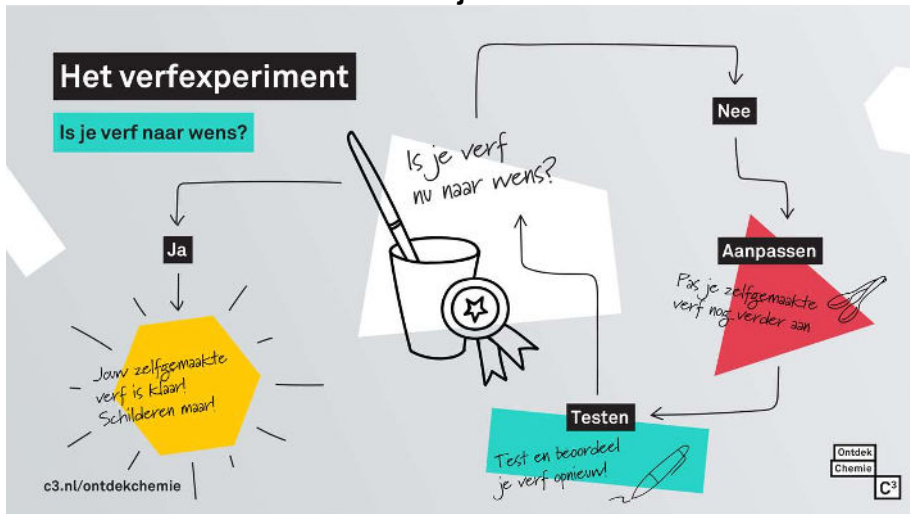 Het verfexperiment
Is je verf naar wens?
Is je verf
nu naar wens?
Nee
Ja
Aanpassen
Pas je zelfgemaakte
verf nog verder aan
Jouw zelfgemaakte
verf is klaar!
Schilderen maar!
Testen
Test en beoordeel
je verf opnieuw!
c3.nl/ontdekchemie
Ontdek
Chemie
C³